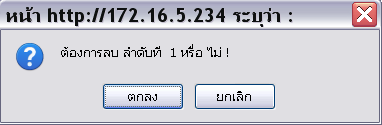 หน้า http://172.16.5.234 ระบุว่า :
ต้องการลบ ลำดับที่ 1 หรือ ไม่ !
ตกลง ยกเลิก